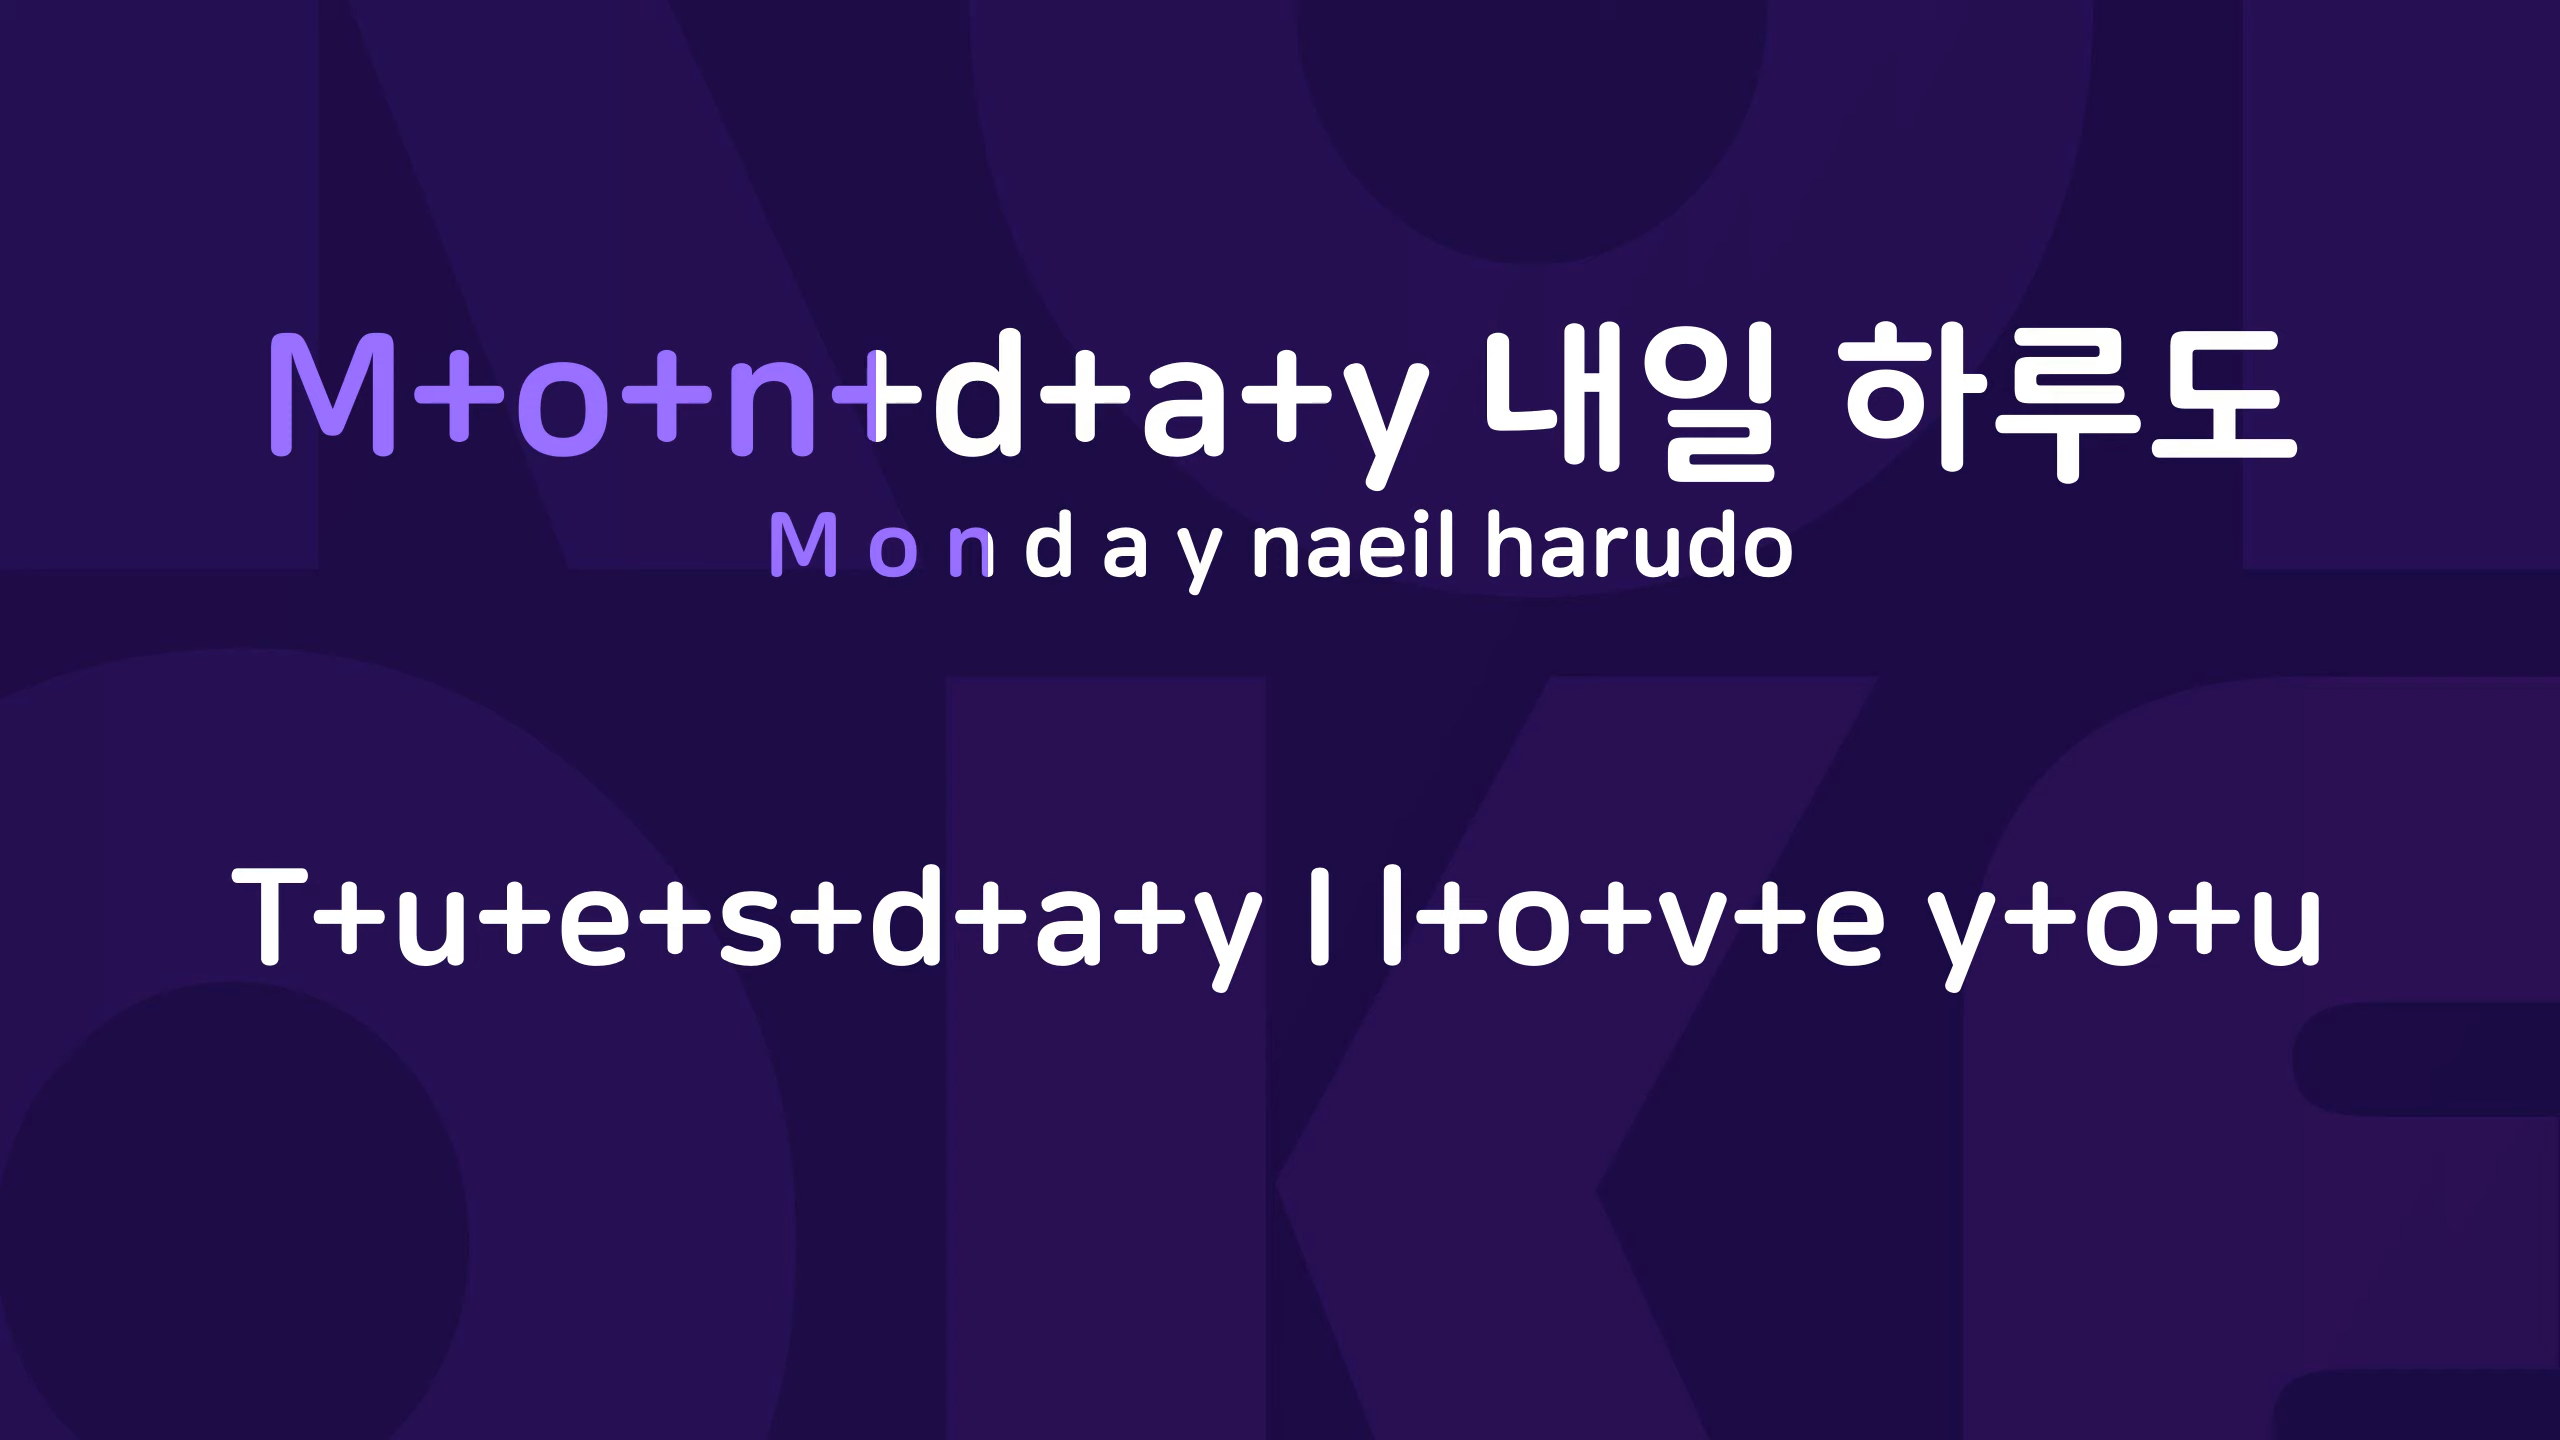 M+o+n+d+a+y 내일 하루도
M o n d a y naeil harudo
T+u+e+s+d+a+y I l+o+v+e y+o+u